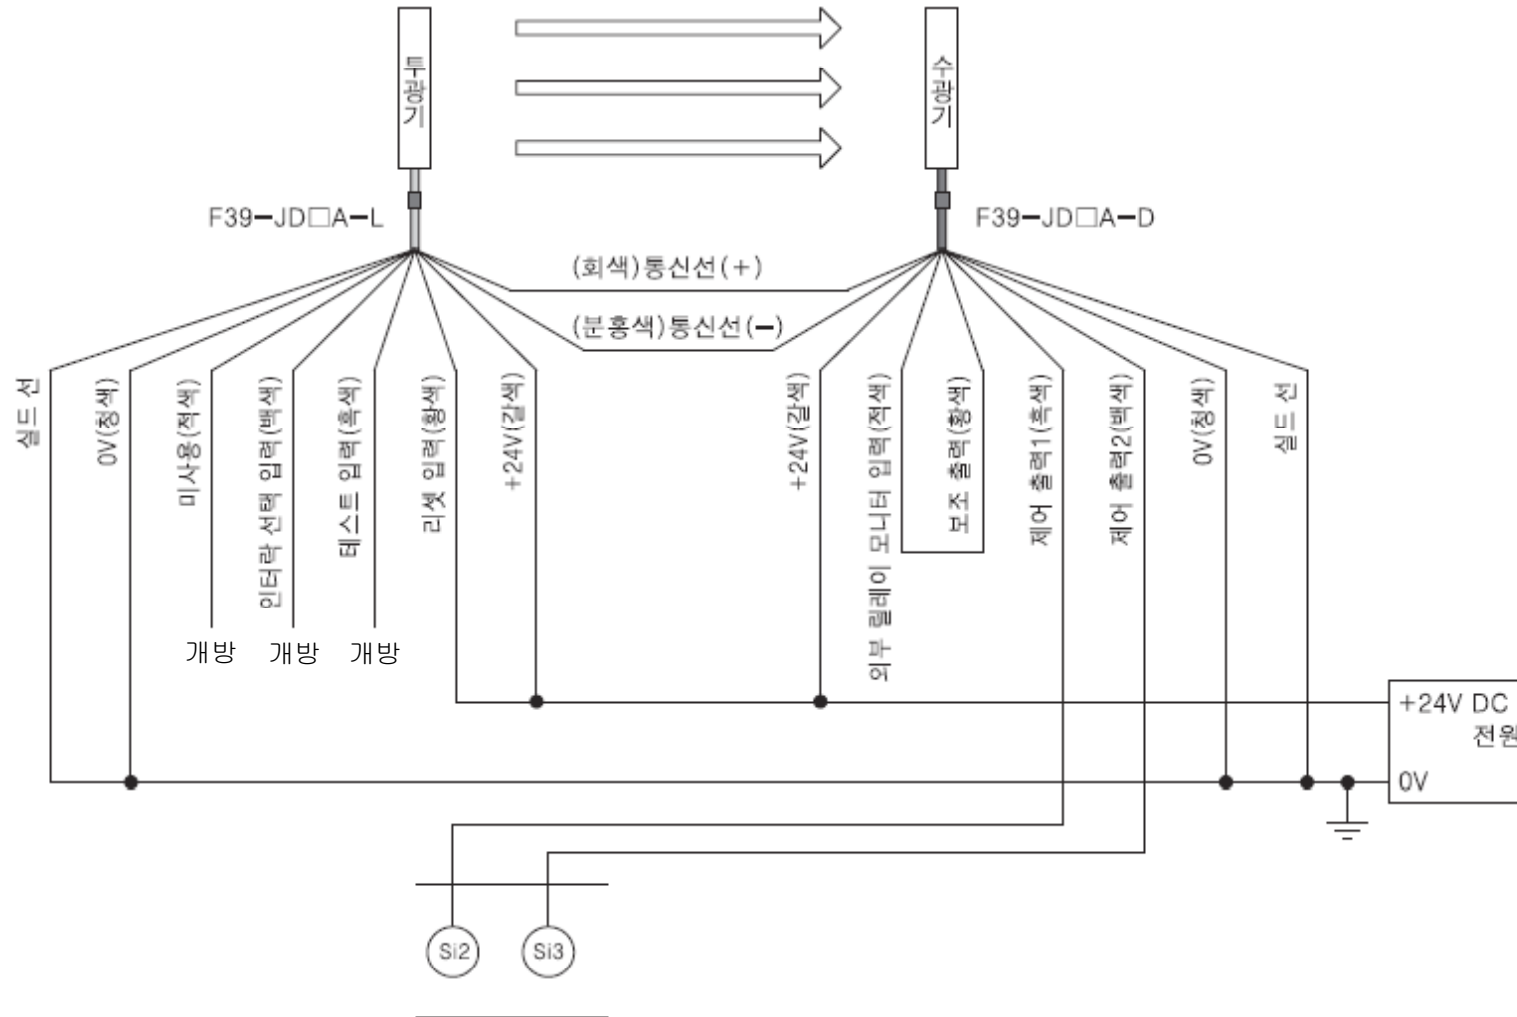 투광기
수광기
F39-JD□A-L
F39-JD□A-D
(회색)통신선(+)
(분홍색)통신선(-)
실드 선
0V(청색)
미사용(적색)
인터락 선택 입력(백색)
테스트 입력(흑색)
리셋 입력(황색)
+24V(갈색)
+24V(갈색)
외부 릴레이 모니터 입력(적색)
보조 출력(황색)
제어 출력1(흑색)
제어 출력2(백색)
0V(청색)
실드 선
개방
개방
개방
+24V DC
전원
0V
Si2
Si3